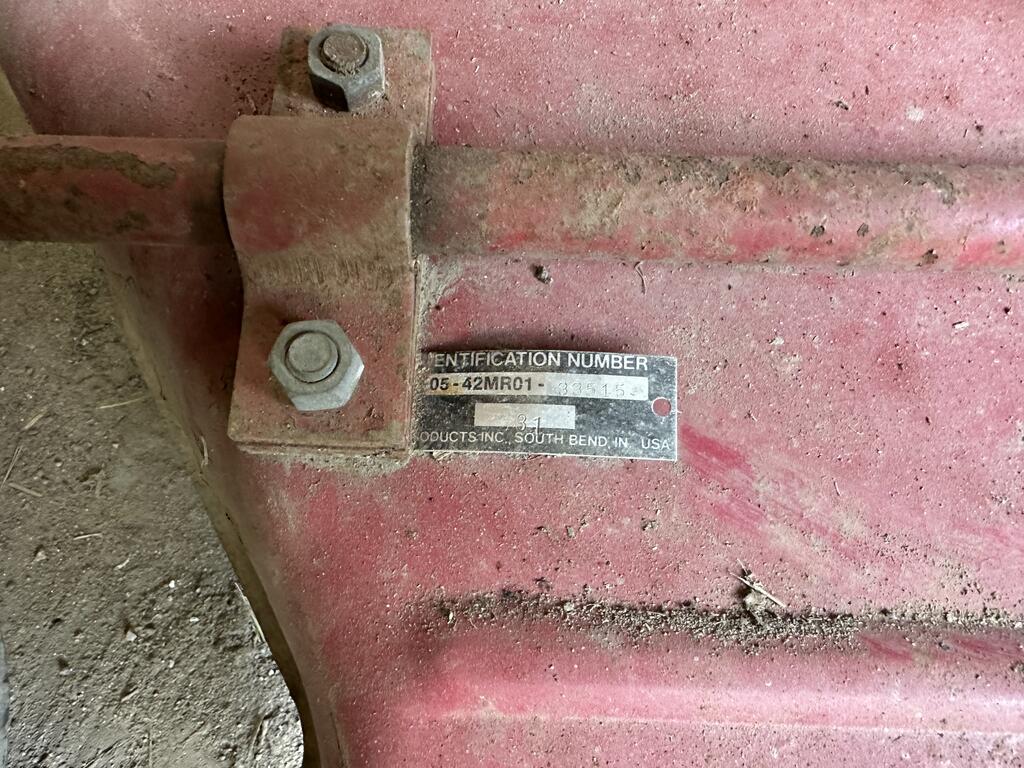 ENTIFICATION NUMBER
05-42MR01-33515
31
ODUCTS INC., SOUTH BEND, IN. USA